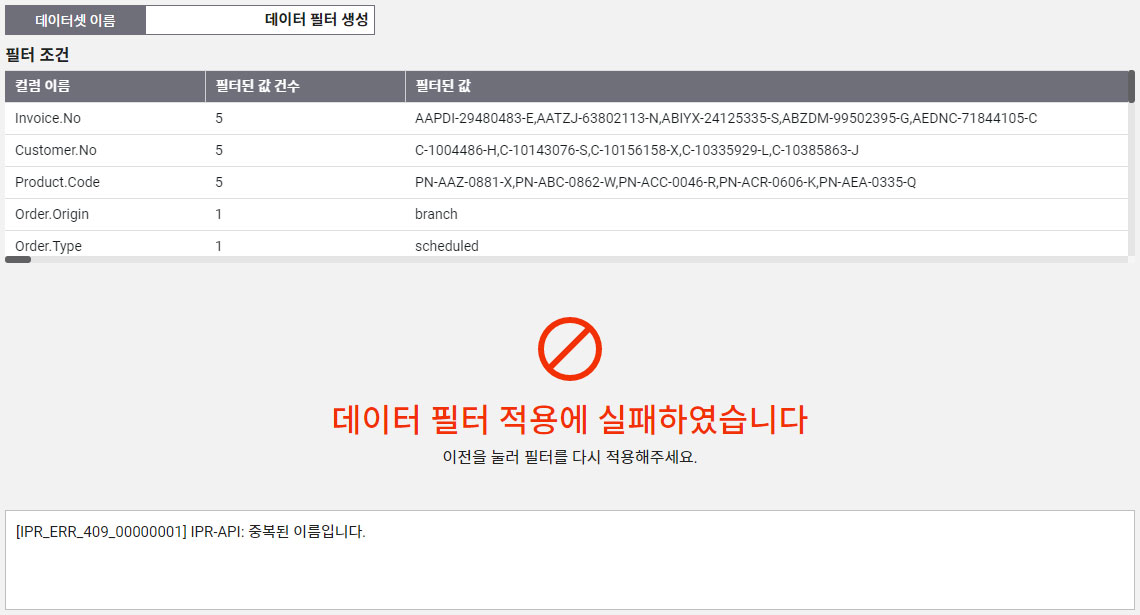 데이터셋 이름 데이터 필터 생성
필터 조건
컬럼 이름 필터된 값 건수 필터된 값
Invoice.No 5 AAPDI-29480483-E,AATZJ-63802113-N,ABIYX-24125335-S,ABZDM-99502395-G,AEDNC-71844105-C
Customer.No 5 C-1004486-H,C-10143076-S,C-10156158-X,C-10335929-L,C-10385863-J
Product.Code 5 PN-AAZ-0881-X,PN-ABC-0862-W,PN-ACC-0046-R,PN-ACR-0606-K,PN-AEA-0335-Q
Order.Origin 1 branch
Order.Type 1 scheduled
데이터 필터 적용에 실패하였습니다
이전을 눌러 필터를 다시 적용해주세요.
[IPR_ERR_409_00000001] IPR-API: 중복된 이름입니다.